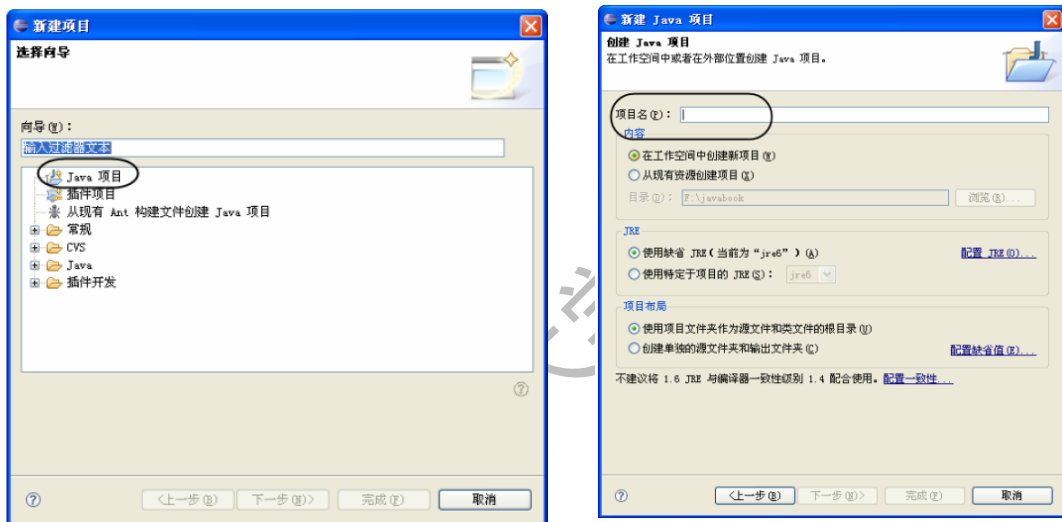 新建项目
选择向导
向导(W):
输入过滤器文本
Java 项目
插件项目
从现有 Ant 构建文件创建 Java 项目
常规
CVS
Java
插件开发
<上一步(B)
下一步(N)>
完成(F)
取消
新建 Java 项目
创建 Java 项目
在工作空间中或者在外部位置创建 Java 项目。
项目名(P):
内容
在工作空间中创建新项目(W)
从现有资源创建项目(X)
目录(D): F:\javabook 浏览(R)...
JRE
使用缺省 JRE(当前为“jre6”)(A) 配置 JRE(O)...
使用特定于项目的 JRE(S): jre6
项目布局
使用项目文件夹作为源文件和类文件的根目录(U)
创建单独的源文件夹和输出文件夹(C) 配置缺省值(E)...
不建议将 1.6 JRE 与编译器一致性级别 1.4 配合使用。配置一致性...
<上一步(B)
下一步(N)>
完成(F)
取消